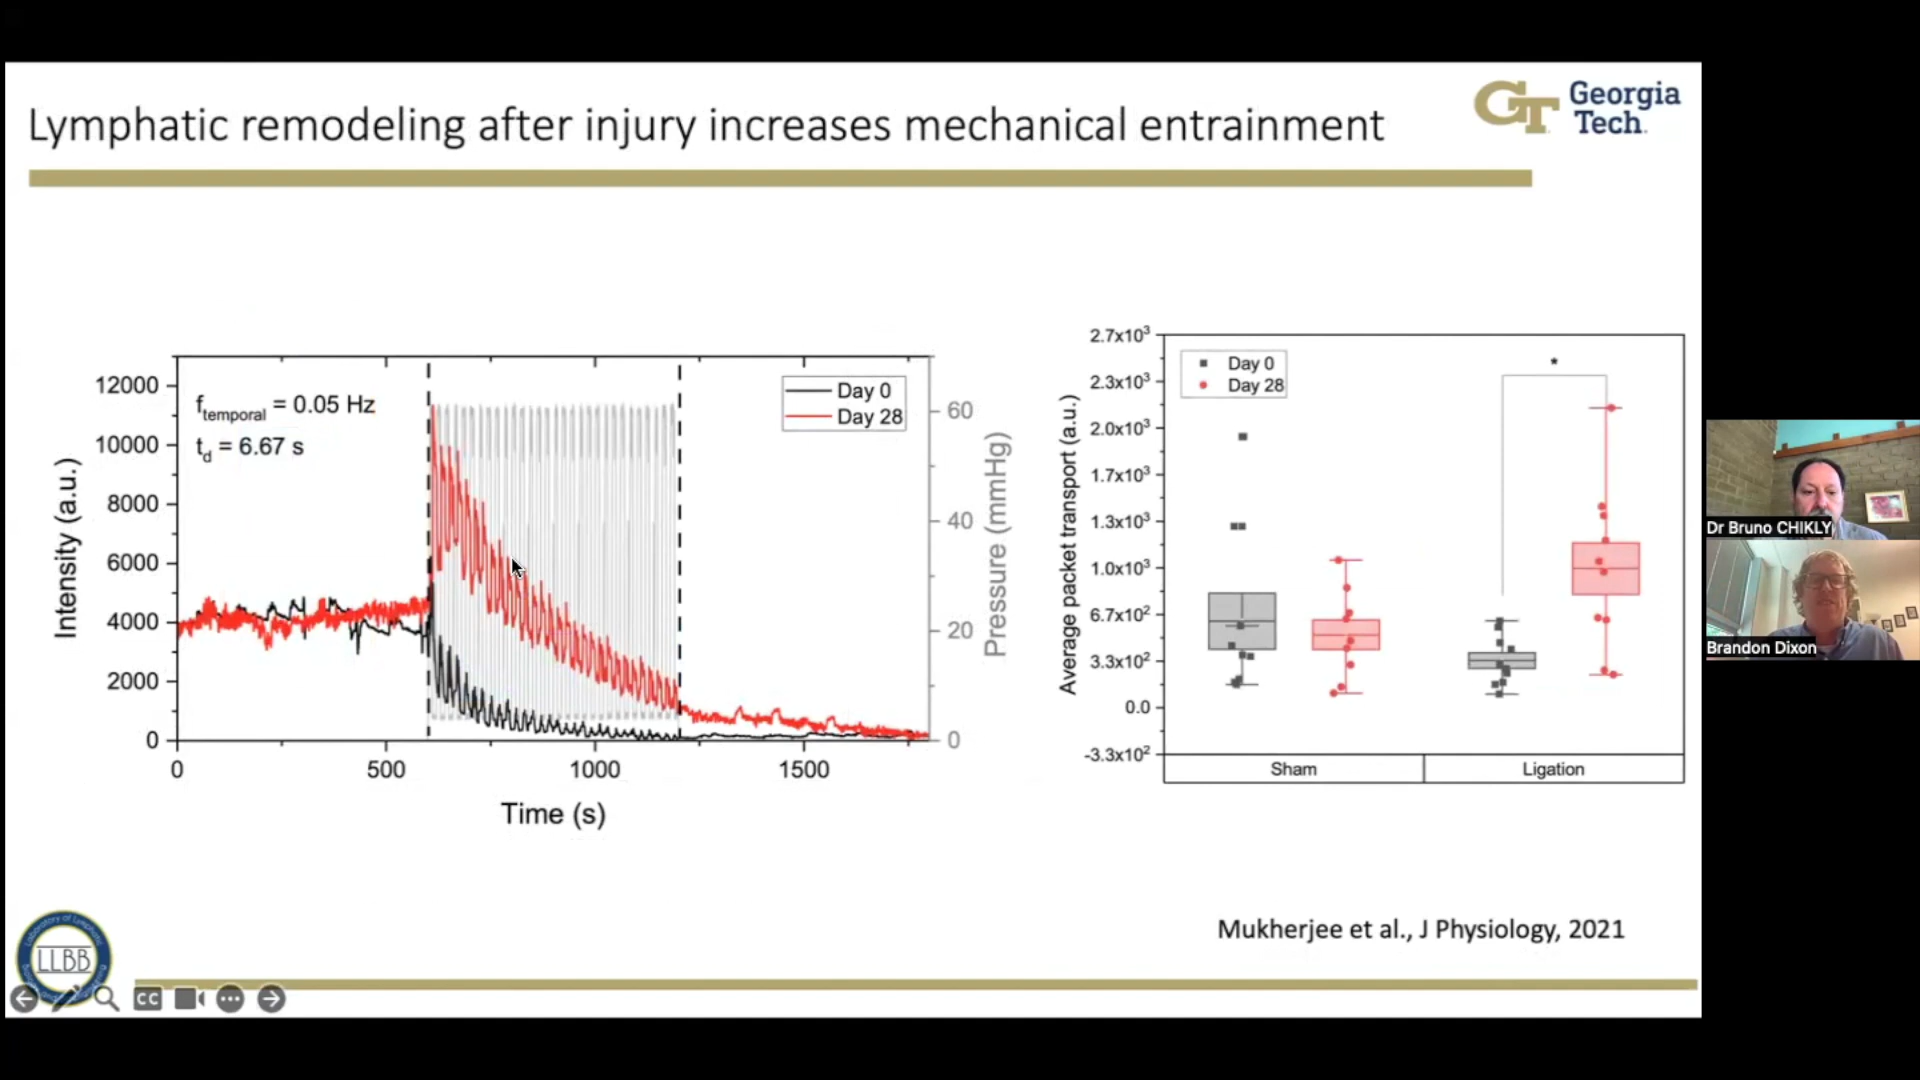 Lymphatic remodeling after injury increases mechanical entrainment
GT Georgia
Tech.
f temporal = 0.05 Hz
t d = 6.67 s
Day 0
Day 28
Intensity (a.u.)
12000
10000
8000
6000
4000
2000
0
60
40
20
0
Pressure (mmHg)
0 500 1000 1500
Time (s)
Average packet transport (a.u.)
2.7x10³
2.3x10³
2.0x10³
1.7x10³
1.3x10³
1.0x10³
6.7x10²
3.3x10²
0.0
-3.3x10²
Day 0
Day 28
*
Sham Ligation
Mukherjee et al., J Physiology, 2021
LLBB
CC
Dr Bruno CHIKLY
Brandon Dixon